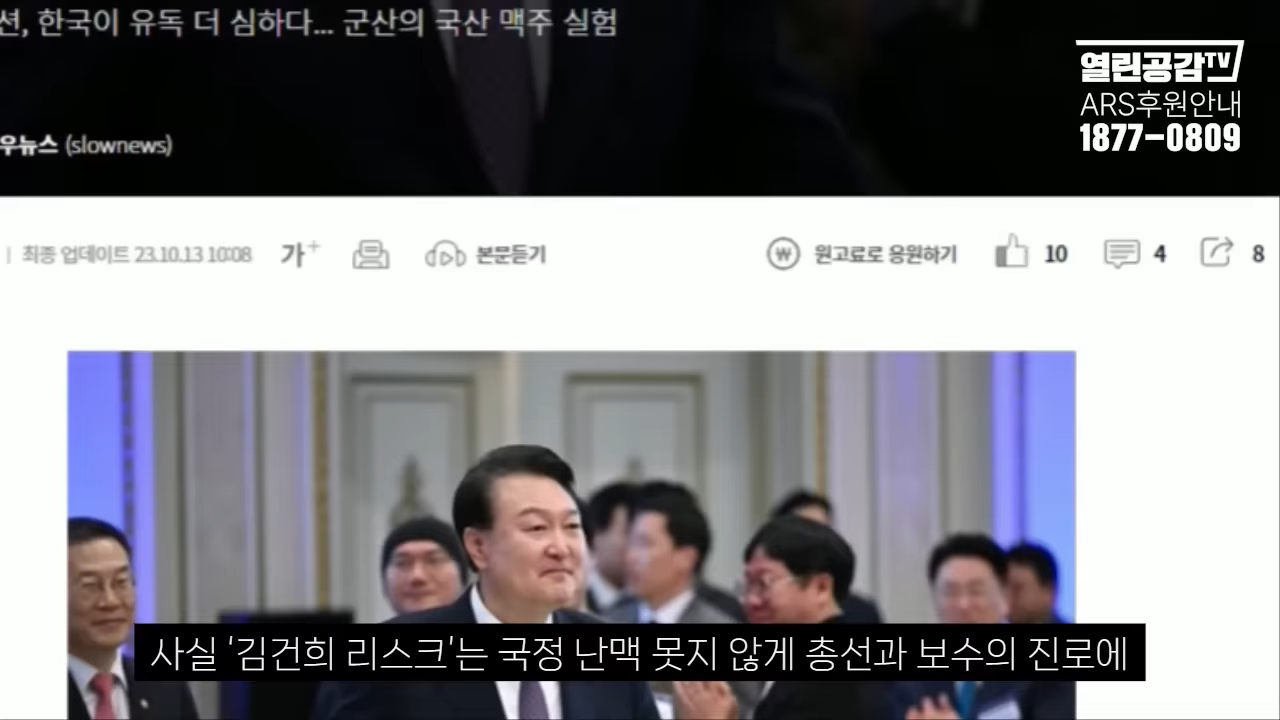 션, 한국이 유독 더 심하다... 군산의 국산 맥주 실험
우뉴스 (slownews)
열린공감TV
ARS후원안내
1877-0809
| 최종 업데이트 23.10.13 10:08
가+
본문듣기
원고료로 응원하기
10
4
8
사실 '김건희 리스크'는 국정 난맥 못지 않게 총선과 보수의 진로에